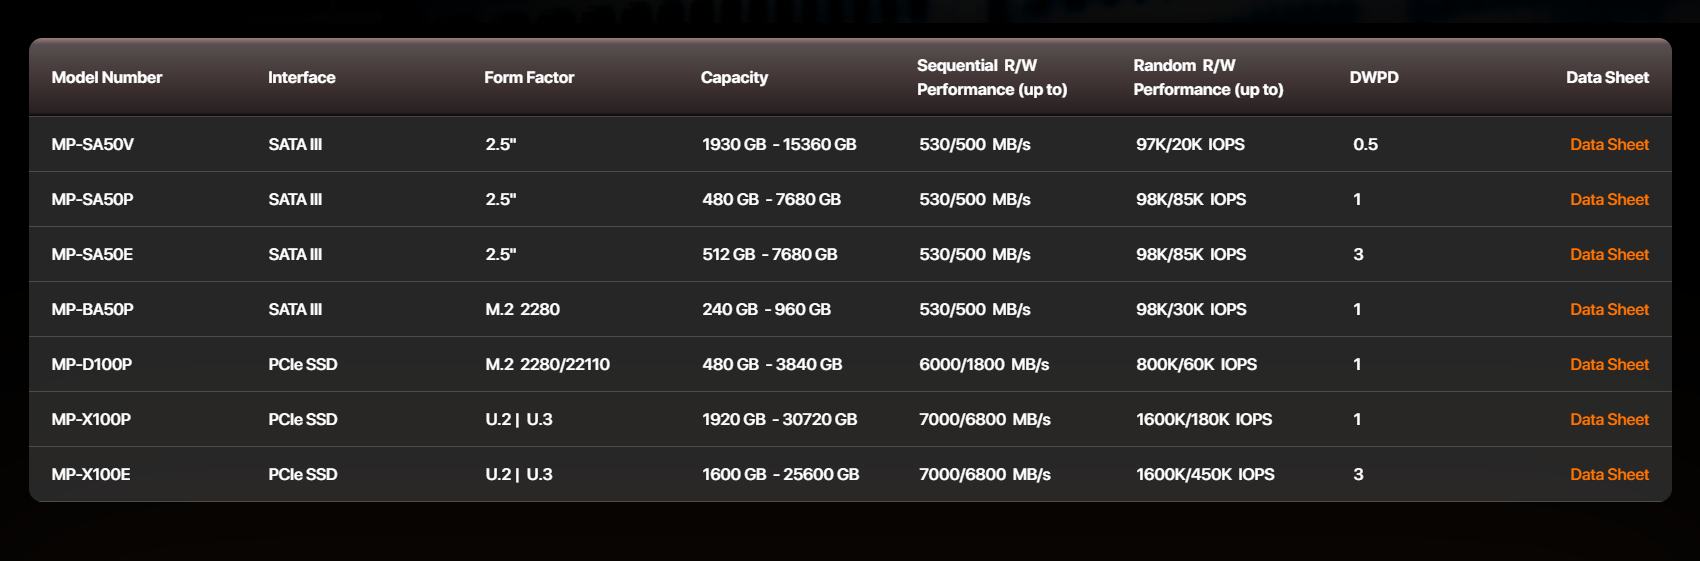 Model Number Interface Form Factor Capacity Sequential R/W Performance (up to) Random R/W Performance (up to) DWPD Data Sheet
MP-SA50V SATA III 2.5" 1930 GB - 15360 GB 530/500 MB/s 97K/20K IOPS 0.5 Data Sheet
MP-SA50P SATA III 2.5" 480 GB - 7680 GB 530/500 MB/s 98K/85K IOPS 1 Data Sheet
MP-SA50E SATA III 2.5" 512 GB - 7680 GB 530/500 MB/s 98K/85K IOPS 3 Data Sheet
MP-BA50P SATA III M.2 2280 240 GB - 960 GB 530/500 MB/s 98K/30K IOPS 1 Data Sheet
MP-D100P PCIe SSD M.2 2280/22110 480 GB - 3840 GB 6000/1800 MB/s 800K/60K IOPS 1 Data Sheet
MP-X100P PCIe SSD U.2 | U.3 1920 GB - 30720 GB 7000/6800 MB/s 1600K/180K IOPS 1 Data Sheet
MP-X100E PCIe SSD U.2 | U.3 1600 GB - 25600 GB 7000/6800 MB/s 1600K/450K IOPS 3 Data Sheet